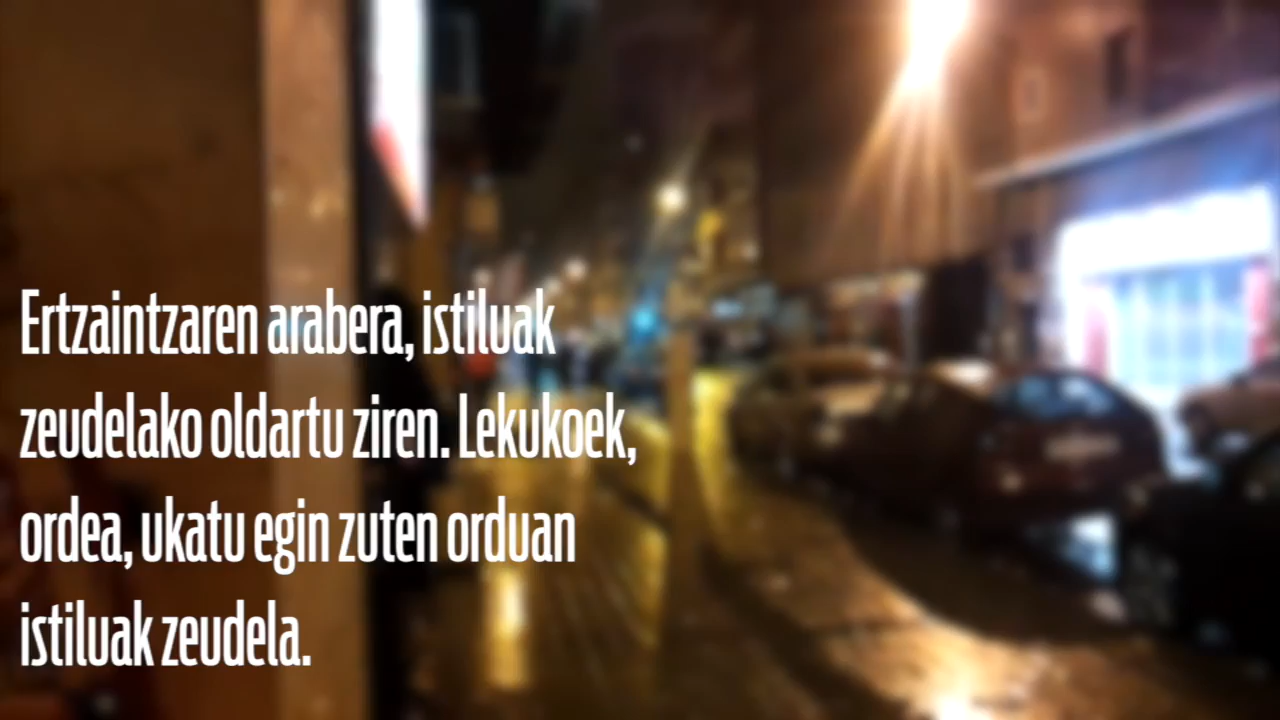 Ertzaintzaren arabera, istiluak
zeudelako oldartu ziren. Lekukoek,
ordea, ukatu egin zuten orduan
istiluak zeudela.